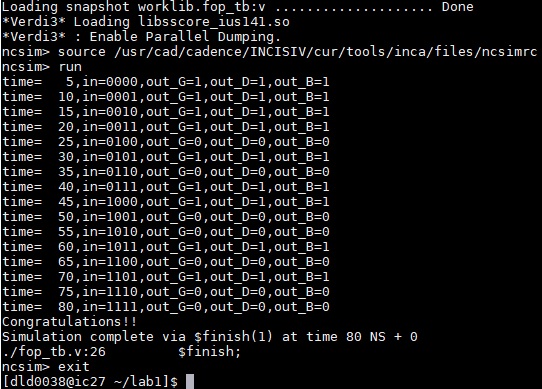 Loading snapshot worklib.fop_tb:v .................... Done
*Verdi3* Loading libsscore_ius141.so
*Verdi3* : Enable Parallel Dumping.
ncsim> source /usr/cad/cadence/INCISIV/cur/tools/inca/files/ncsimrc
ncsim> run
time=   5,in=0000,out_G=1,out_D=1,out_B=1
time=  10,in=0001,out_G=1,out_D=1,out_B=1
time=  15,in=0010,out_G=1,out_D=1,out_B=1
time=  20,in=0011,out_G=1,out_D=1,out_B=1
time=  25,in=0100,out_G=0,out_D=0,out_B=0
time=  30,in=0101,out_G=1,out_D=1,out_B=1
time=  35,in=0110,out_G=0,out_D=0,out_B=0
time=  40,in=0111,out_G=1,out_D=1,out_B=1
time=  45,in=1000,out_G=1,out_D=1,out_B=1
time=  50,in=1001,out_G=0,out_D=0,out_B=0
time=  55,in=1010,out_G=0,out_D=0,out_B=0
time=  60,in=1011,out_G=1,out_D=1,out_B=1
time=  65,in=1100,out_G=0,out_D=0,out_B=0
time=  70,in=1101,out_G=1,out_D=1,out_B=1
time=  75,in=1110,out_G=0,out_D=0,out_B=0
time=  80,in=1111,out_G=0,out_D=0,out_B=0
Congratulations!!
Simulation complete via $finish(1) at time 80 NS + 0
./fop_tb.v:26         $finish;
ncsim> exit
[dld0038@ic27 ~/lab1]$